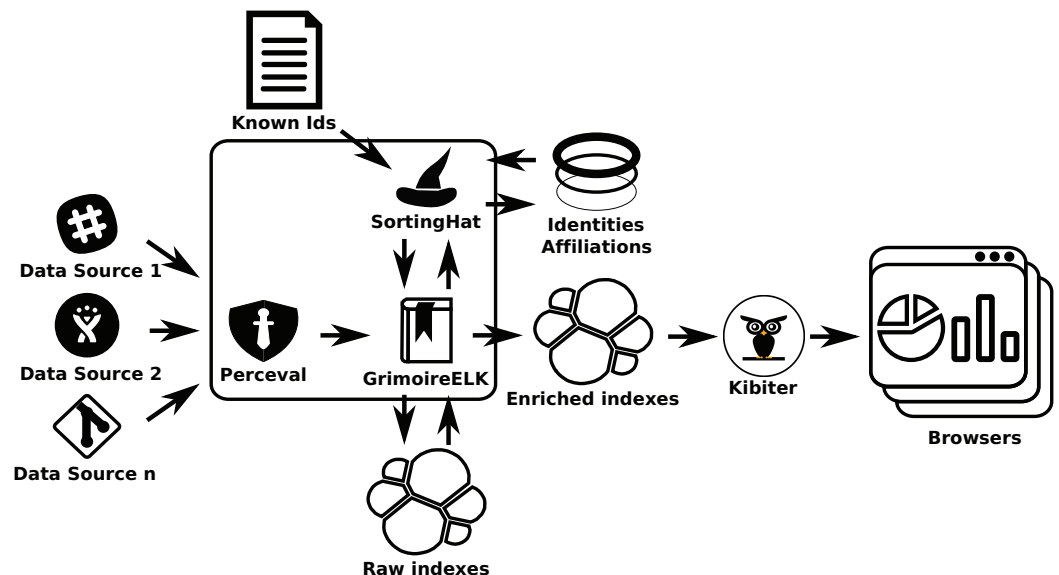 Known Ids
SortingHat
Identities
Affiliations
Data Source 1
Data Source 2
Data Source n
Perceval
GrimoireELK
Enriched indexes
Kibiter
Browsers
Raw indexes